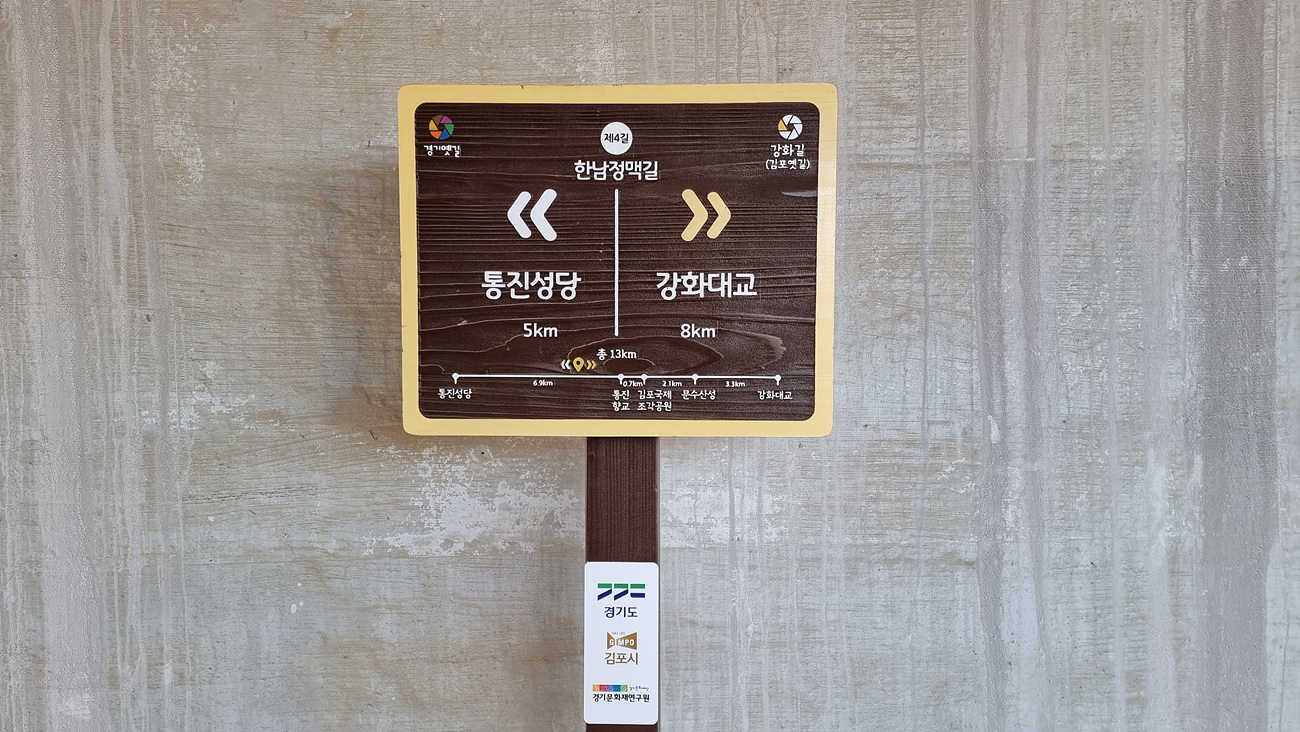 경기옛길
제4길
한남정맥길
강화길
(김포옛길)
통진성당
강화대교
5km
8km
총 13km
6.9km
0.7km
2.1km
3.3km
통진성당
통진
향교
김포국제
조각공원
문수산성
강화대교
경기도
GIMPO
김포시
경기문화재연구원